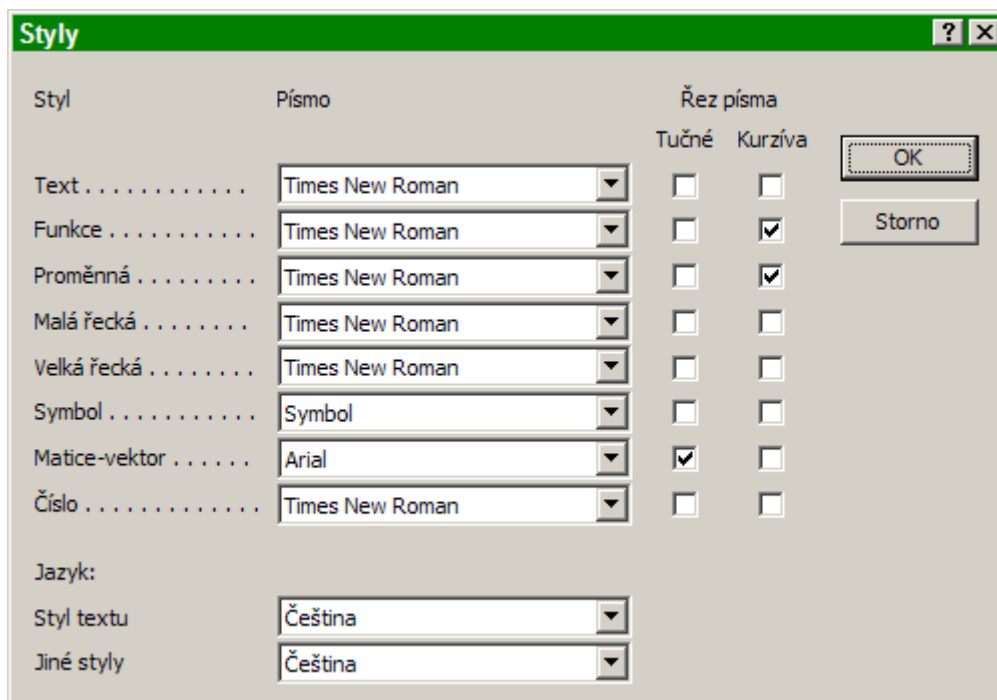 Styly
Styl Písmo Řez písma
Tučné Kurzíva
OK
Text . . . . . . . . . . . . Times New Roman
Storno
Funkce . . . . . . . . . . . Times New Roman
Proměnná . . . . . . . . . Times New Roman
Malá řecká . . . . . . . . Times New Roman
Velká řecká . . . . . . . . Times New Roman
Symbol . . . . . . . . . . . Symbol
Matice-vektor . . . . . . Arial
Číslo . . . . . . . . . . . . . Times New Roman
Jazyk:
Styl textu Čeština
Jiné styly Čeština